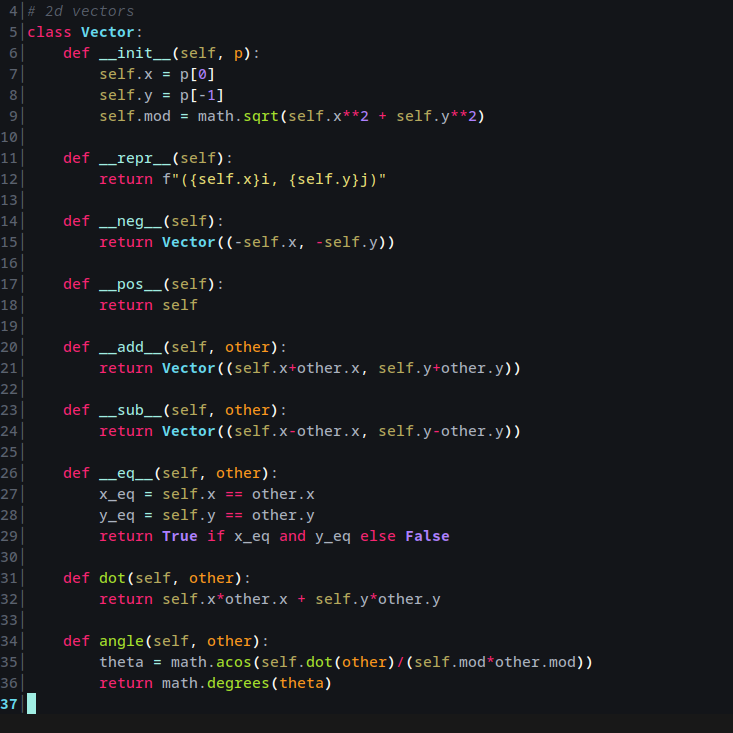 4 # 2d vectors
5 class Vector:
6     def __init__(self, p):
7         self.x = p[0]
8         self.y = p[-1]
9         self.mod = math.sqrt(self.x**2 + self.y**2)
10
11     def __repr__(self):
12         return f"({self.x}i, {self.y}j)"
13
14     def __neg__(self):
15         return Vector((-self.x, -self.y))
16
17     def __pos__(self):
18         return self
19
20     def __add__(self, other):
21         return Vector((self.x+other.x, self.y+other.y))
22
23     def __sub__(self, other):
24         return Vector((self.x-other.x, self.y-other.y))
25
26     def __eq__(self, other):
27         x_eq = self.x == other.x
28         y_eq = self.y == other.y
29         return True if x_eq and y_eq else False
30
31     def dot(self, other):
32         return self.x*other.x + self.y*other.y
33
34     def angle(self, other):
35         theta = math.acos(self.dot(other)/(self.mod*other.mod))
36         return math.degrees(theta)
37